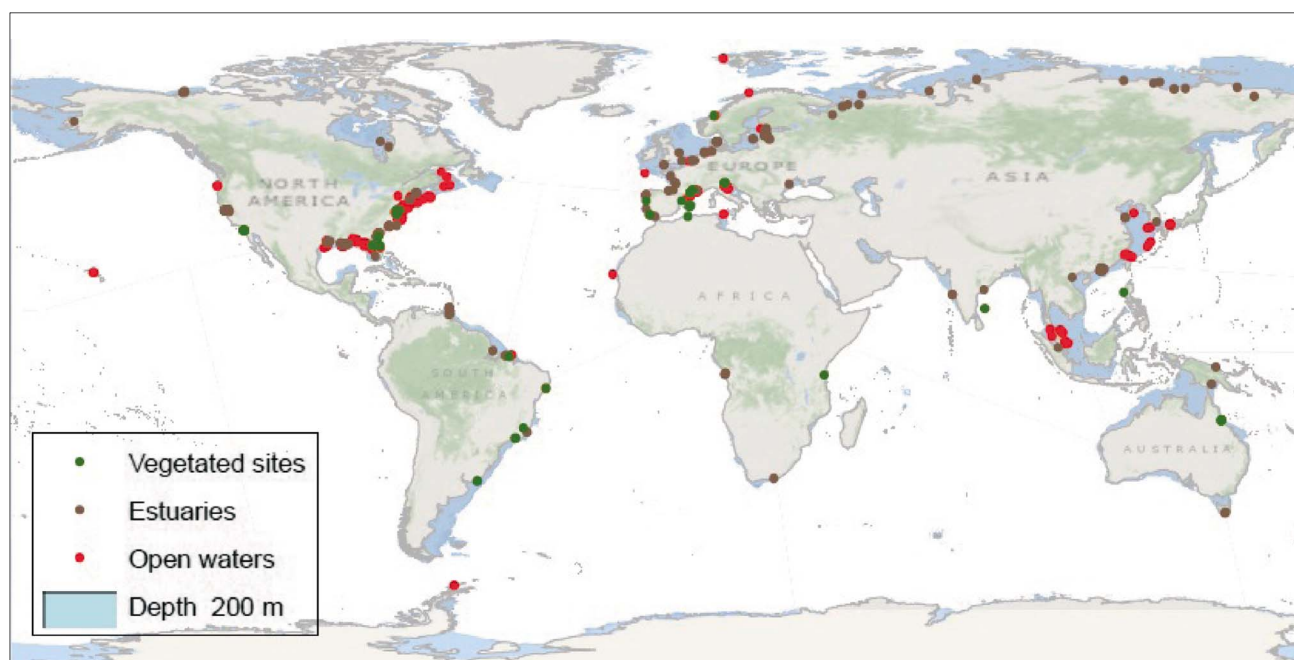 NORTH
AMERICA
EUROPE
ASIA
AFRICA
SOUTH
AMERICA
AUSTRALIA
Vegetated sites
Estuaries
Open waters
Depth 200 m